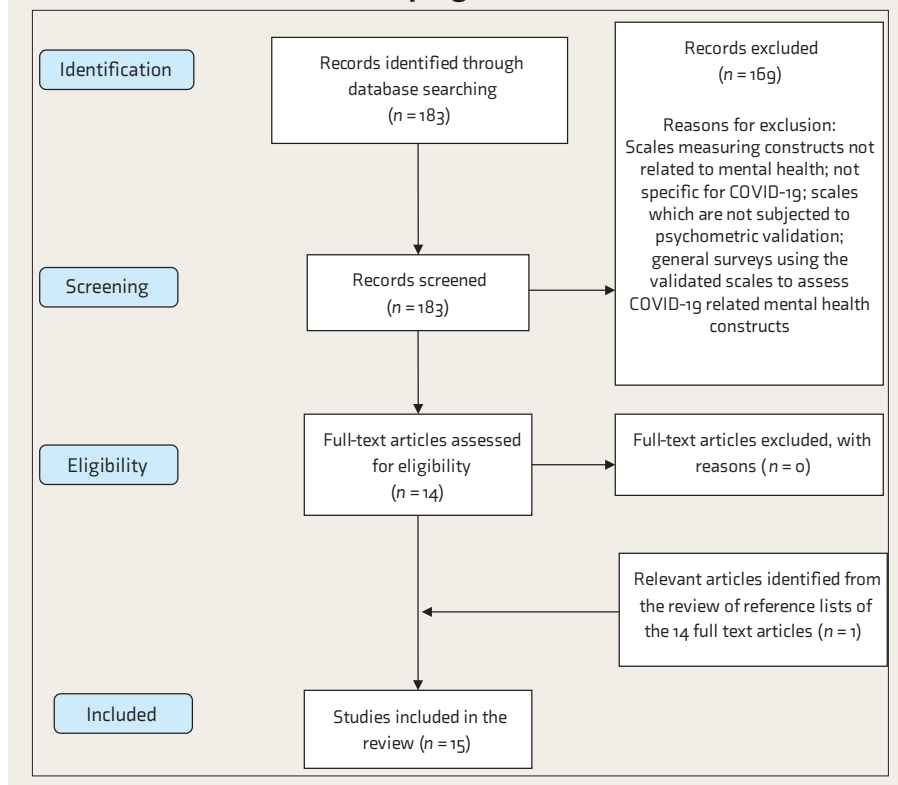 Identification
Records identified through
database searching
(n = 183)
Records excluded
(n = 169)
Reasons for exclusion:
Scales measuring constructs not
related to mental health; not
specific for COVID-19; scales
which are not subjected to
psychometric validation;
general surveys using the
validated scales to assess
COVID-19 related mental health
constructs
Screening
Records screened
(n = 183)
Eligibility
Full-text articles assessed
for eligibility
(n = 14)
Full-text articles excluded, with
reasons (n = 0)
Relevant articles identified from
the review of reference lists of
the 14 full text articles (n = 1)
Included
Studies included in the
review (n = 15)